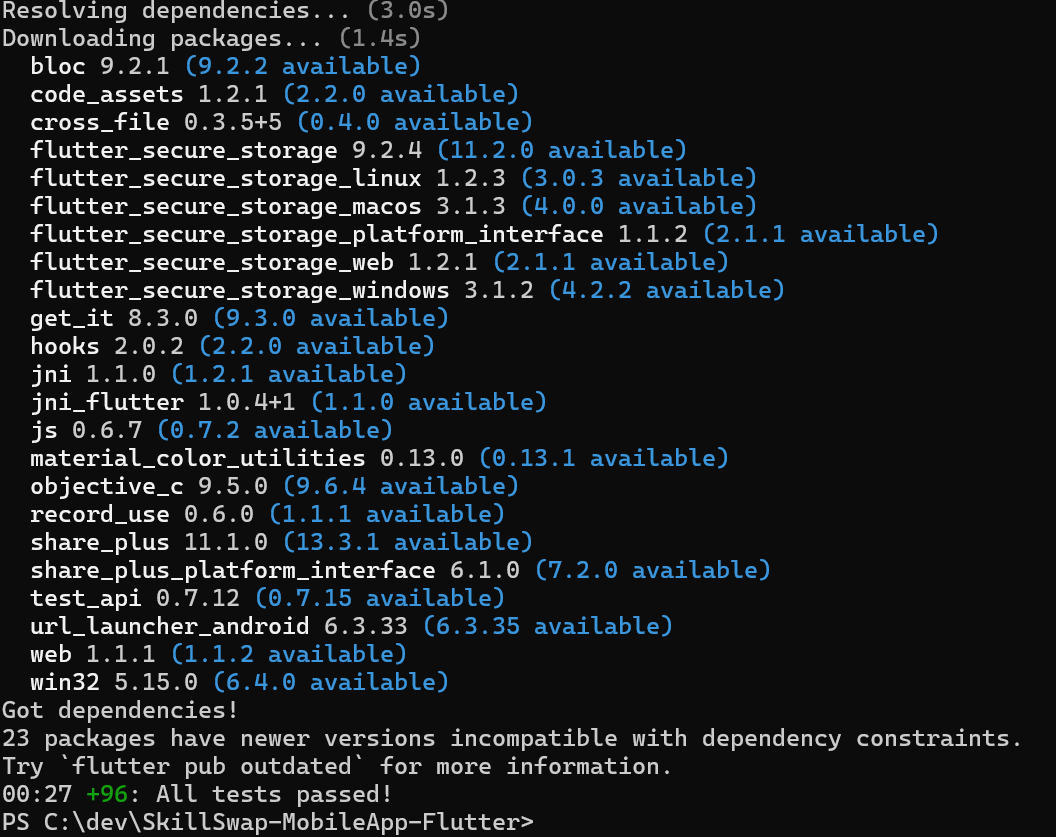 Resolving dependencies... (3.0s)
Downloading packages... (1.4s)
  bloc 9.2.1 (9.2.2 available)
  code_assets 1.2.1 (2.2.0 available)
  cross_file 0.3.5+5 (0.4.0 available)
  flutter_secure_storage 9.2.4 (11.2.0 available)
  flutter_secure_storage_linux 1.2.3 (3.0.3 available)
  flutter_secure_storage_macos 3.1.3 (4.0.0 available)
  flutter_secure_storage_platform_interface 1.1.2 (2.1.1 available)
  flutter_secure_storage_web 1.2.1 (2.1.1 available)
  flutter_secure_storage_windows 3.1.2 (4.2.2 available)
  get_it 8.3.0 (9.3.0 available)
  hooks 2.0.2 (2.2.0 available)
  jni 1.1.0 (1.2.1 available)
  jni_flutter 1.0.4+1 (1.1.0 available)
  js 0.6.7 (0.7.2 available)
  material_color_utilities 0.13.0 (0.13.1 available)
  objective_c 9.5.0 (9.6.4 available)
  record_use 0.6.0 (1.1.1 available)
  share_plus 11.1.0 (13.3.1 available)
  share_plus_platform_interface 6.1.0 (7.2.0 available)
  test_api 0.7.12 (0.7.15 available)
  url_launcher_android 6.3.33 (6.3.35 available)
  web 1.1.1 (1.1.2 available)
  win32 5.15.0 (6.4.0 available)
Got dependencies!
23 packages have newer versions incompatible with dependency constraints.
Try `flutter pub outdated` for more information.
00:27 +96: All tests passed!
PS C:\dev\SkillSwap-MobileApp-Flutter>